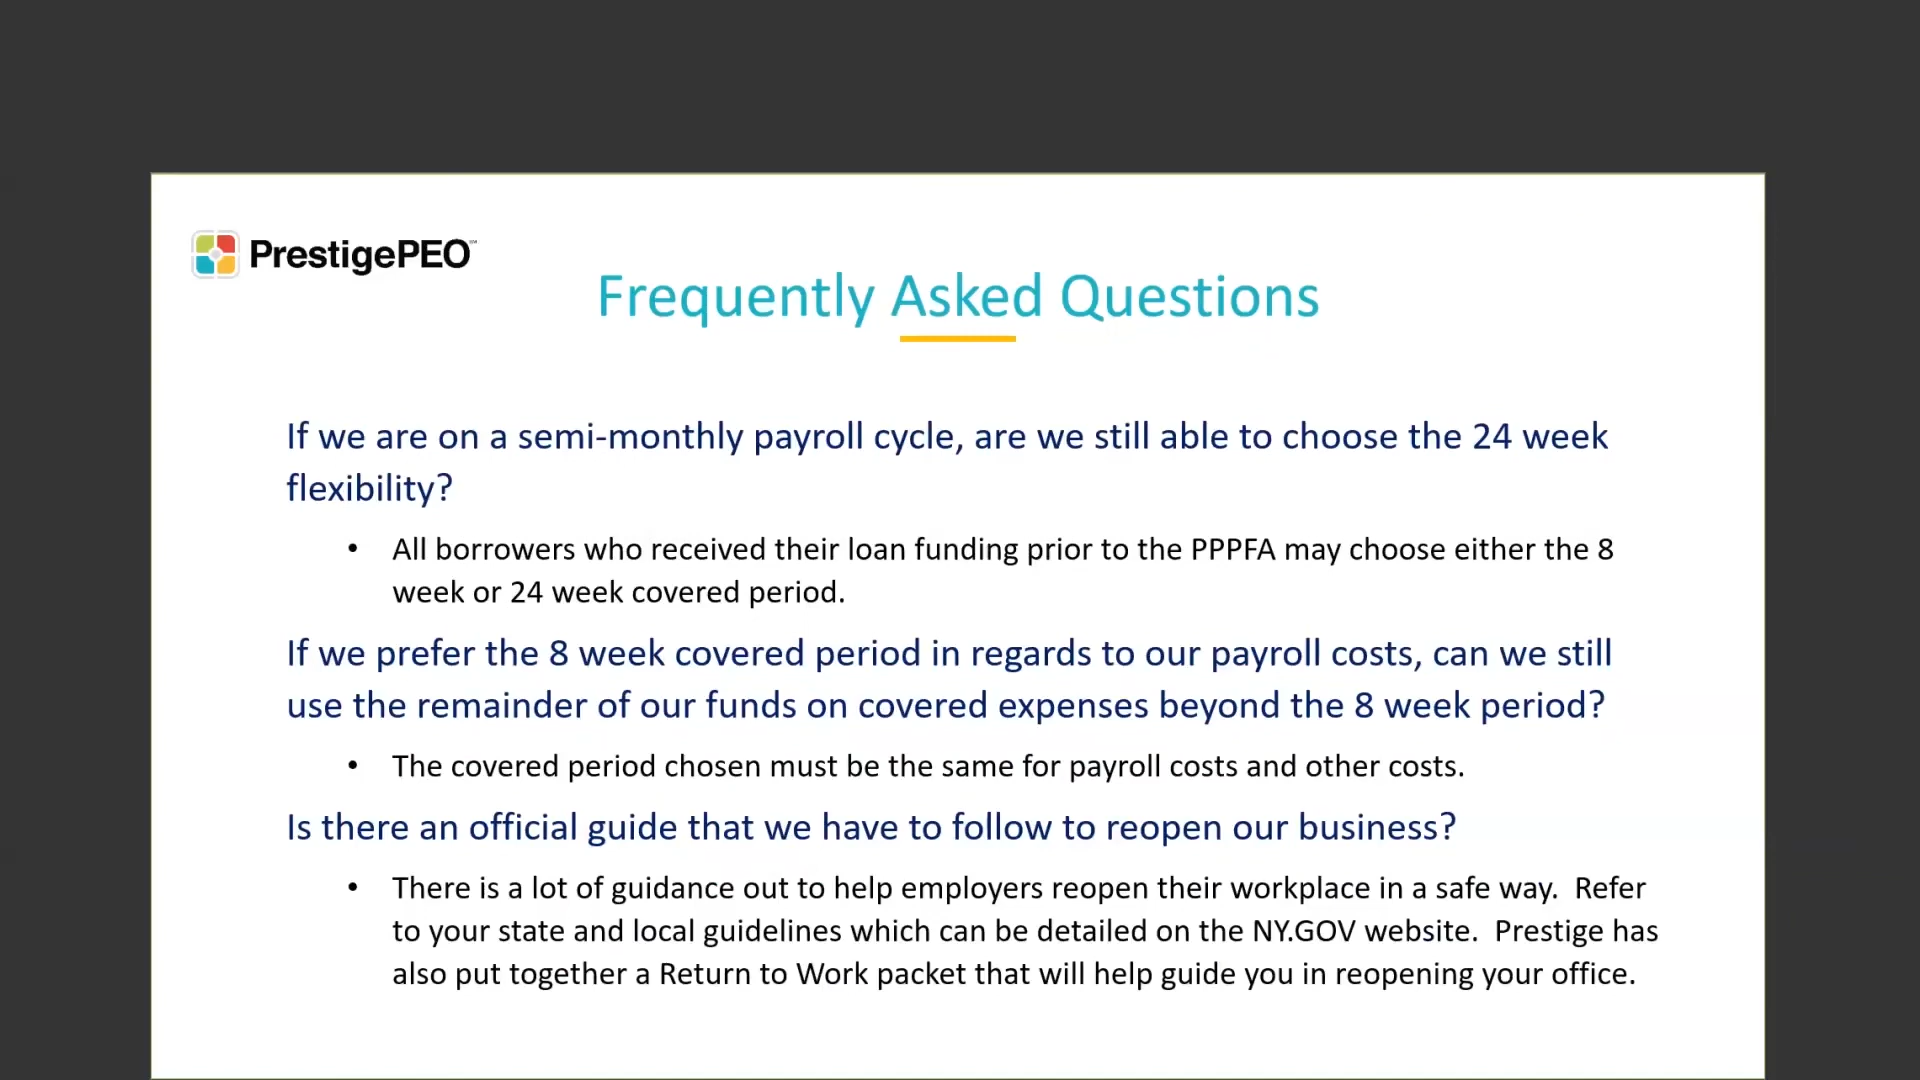 PrestigePEO™
Frequently Asked Questions
If we are on a semi-monthly payroll cycle, are we still able to choose the 24 week
flexibility?
• All borrowers who received their loan funding prior to the PPPFA may choose either the 8
week or 24 week covered period.
If we prefer the 8 week covered period in regards to our payroll costs, can we still
use the remainder of our funds on covered expenses beyond the 8 week period?
• The covered period chosen must be the same for payroll costs and other costs.
Is there an official guide that we have to follow to reopen our business?
• There is a lot of guidance out to help employers reopen their workplace in a safe way.  Refer
to your state and local guidelines which can be detailed on the NY.GOV website.  Prestige has
also put together a Return to Work packet that will help guide you in reopening your office.